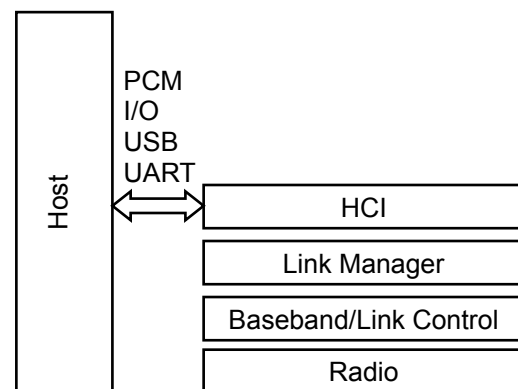 Host
PCM
I/O
USB
UART
HCI
Link Manager
Baseband/Link Control
Radio